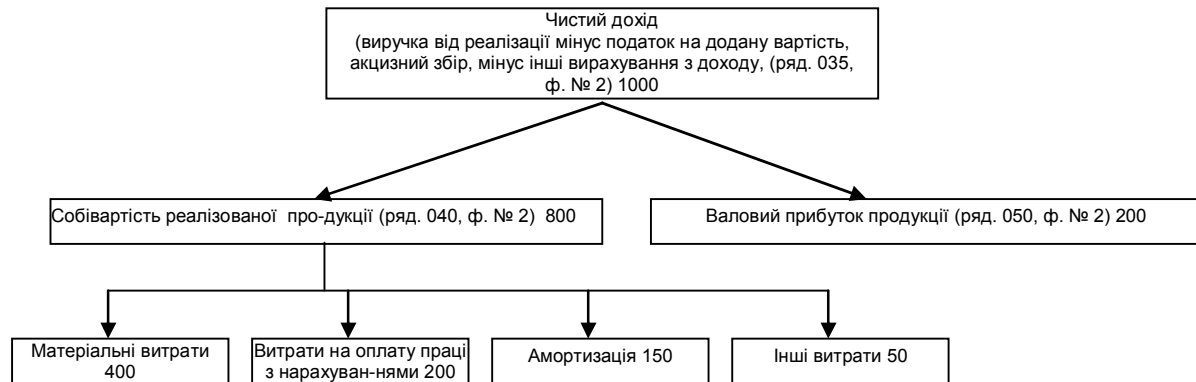 Чистий дохід
(виручка від реалізації мінус податок на додану вартість,
акцизний збір, мінус інші вирахування з доходу, (ряд. 035,
ф. № 2) 1000
Собівартість реалізованої про-дукції (ряд. 040, ф. № 2) 800
Валовий прибуток продукції (ряд. 050, ф. № 2) 200
Матеріальні витрати
400
Витрати на оплату праці
з нарахуван-нями 200
Амортизація 150
Інші витрати 50